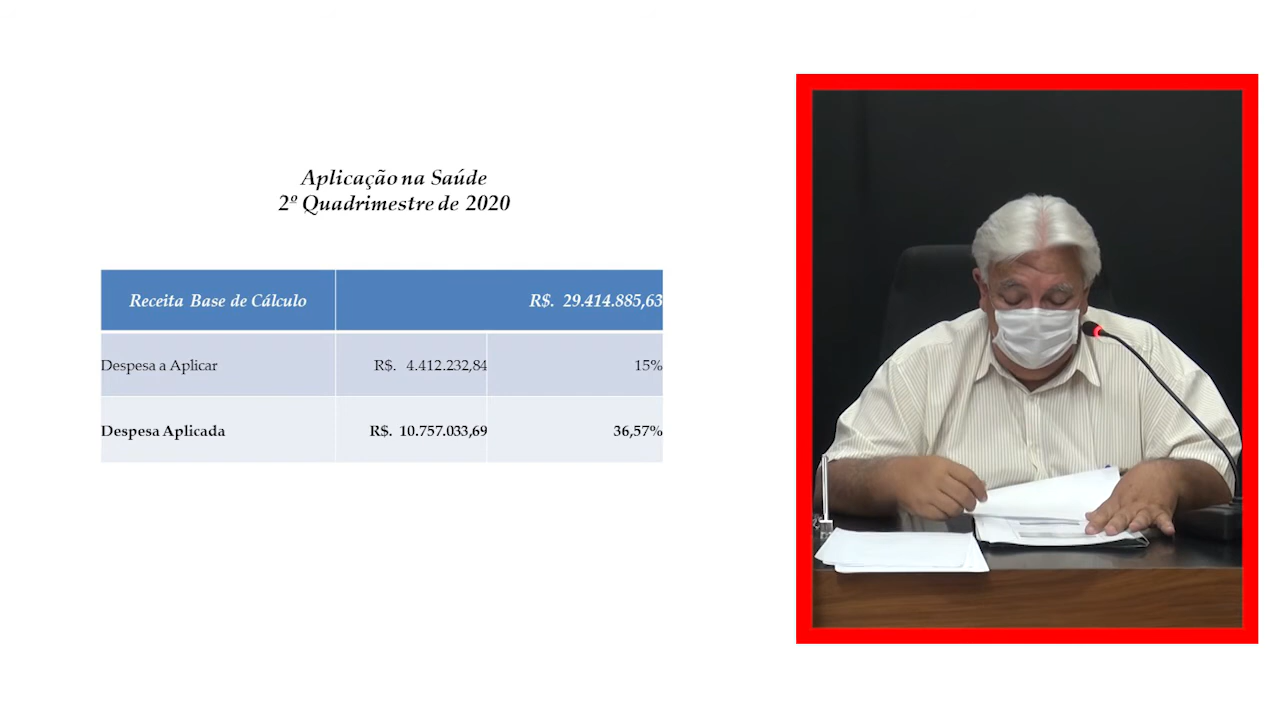 Aplicação na Saúde
2º Quadrimestre de 2020
Receita Base de Cálculo R$. 29.414.885,63
Despesa a Aplicar R$. 4.412.232,84 15%
Despesa Aplicada R$. 10.757.033,69 36,57%